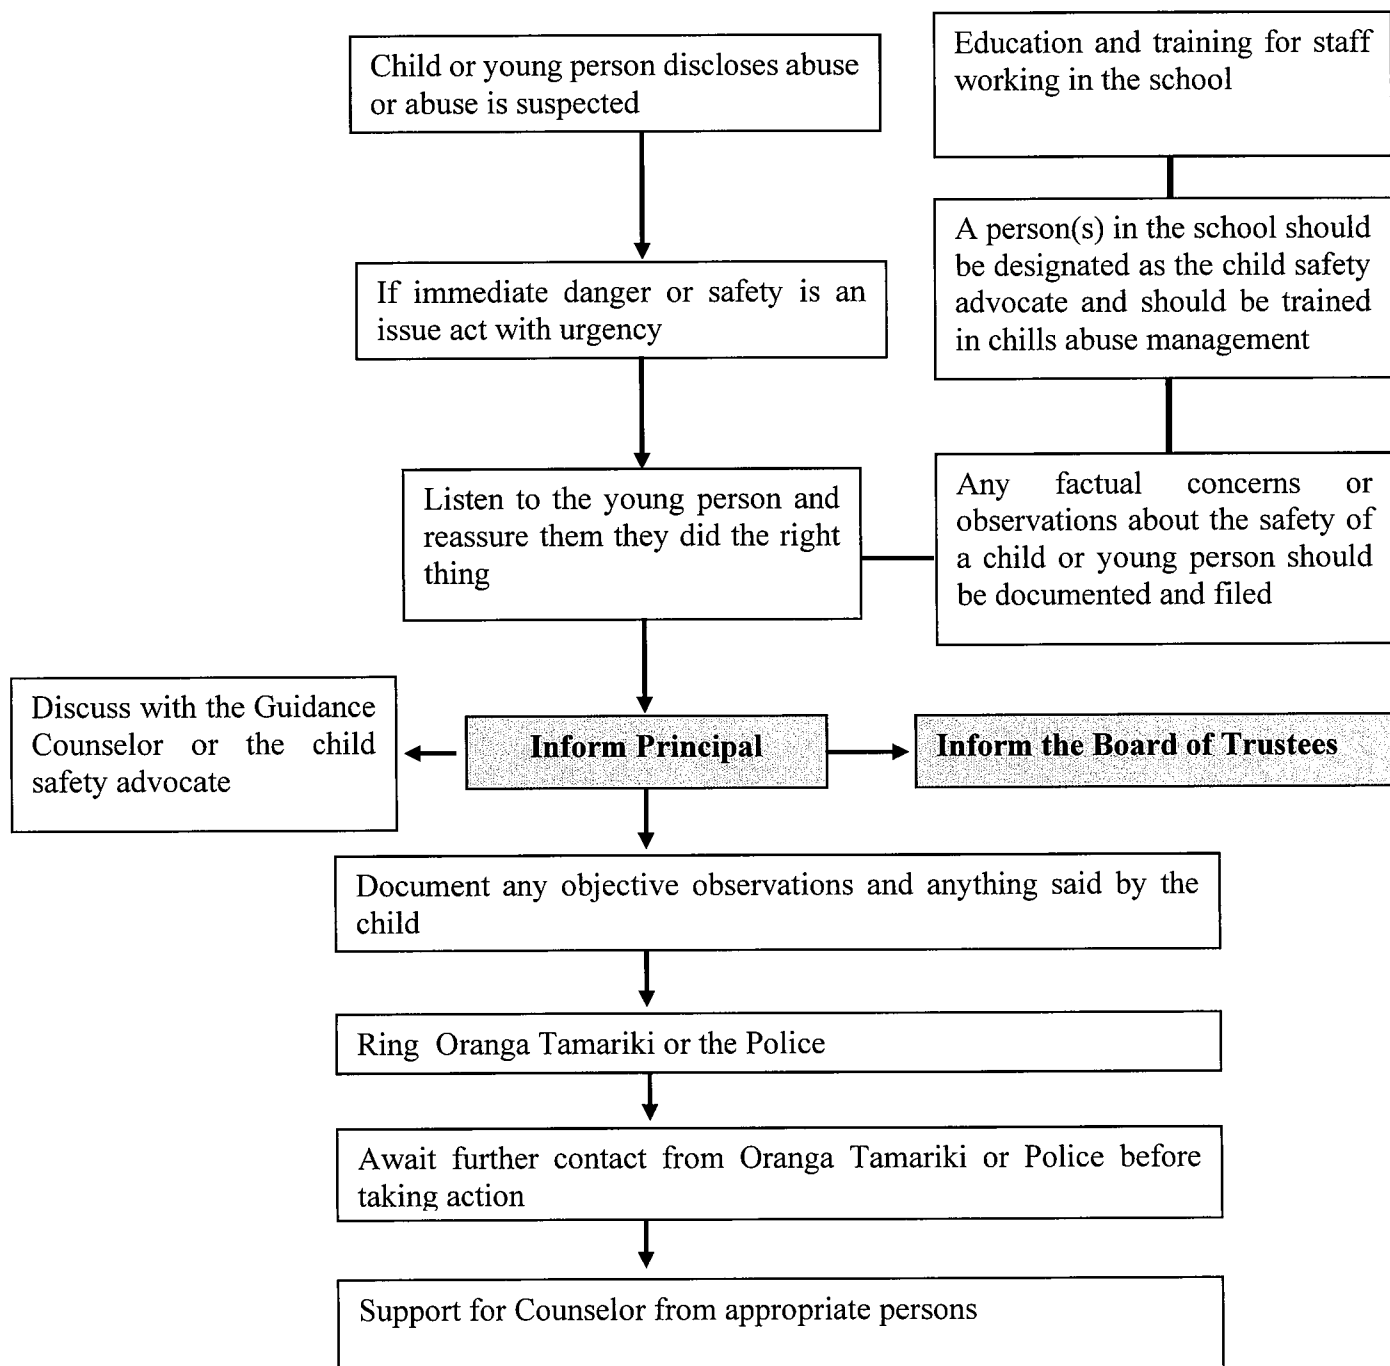 Child or young person discloses abuse
or abuse is suspected
Education and training for staff
working in the school
A person(s) in the school should
be designated as the child safety
advocate and should be trained
in chills abuse management
If immediate danger or safety is an
issue act with urgency
Listen to the young person and
reassure them they did the right
thing
Any factual concerns or
observations about the safety of
a child or young person should
be documented and filed
Discuss with the Guidance
Counselor or the child
safety advocate
Inform Principal
Inform the Board of Trustees
Document any objective observations and anything said by the
child
Ring Oranga Tamariki or the Police
Await further contact from Oranga Tamariki or Police before
taking action
Support for Counselor from appropriate persons